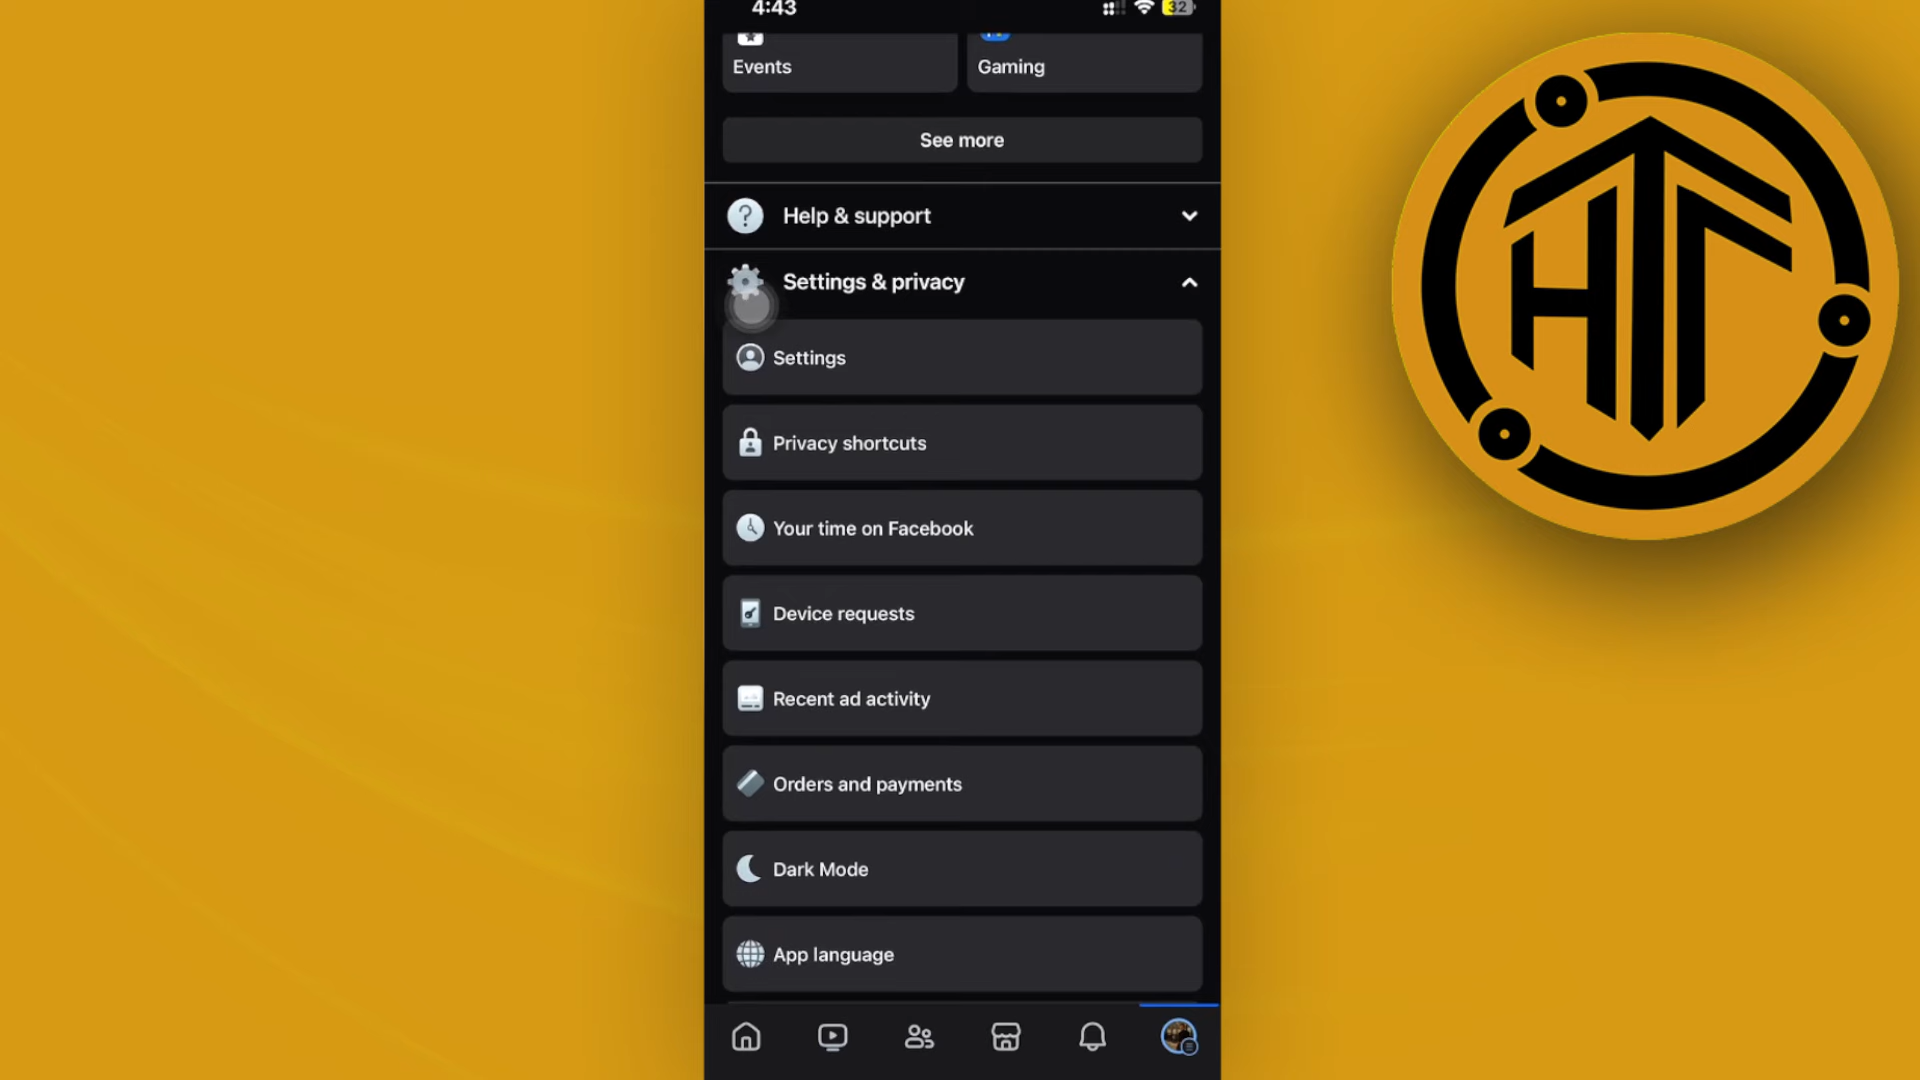 4:43
32
Events
Gaming
See more
Help & support
Settings & privacy
Settings
Privacy shortcuts
Your time on Facebook
Device requests
Recent ad activity
Orders and payments
Dark Mode
App language
HT